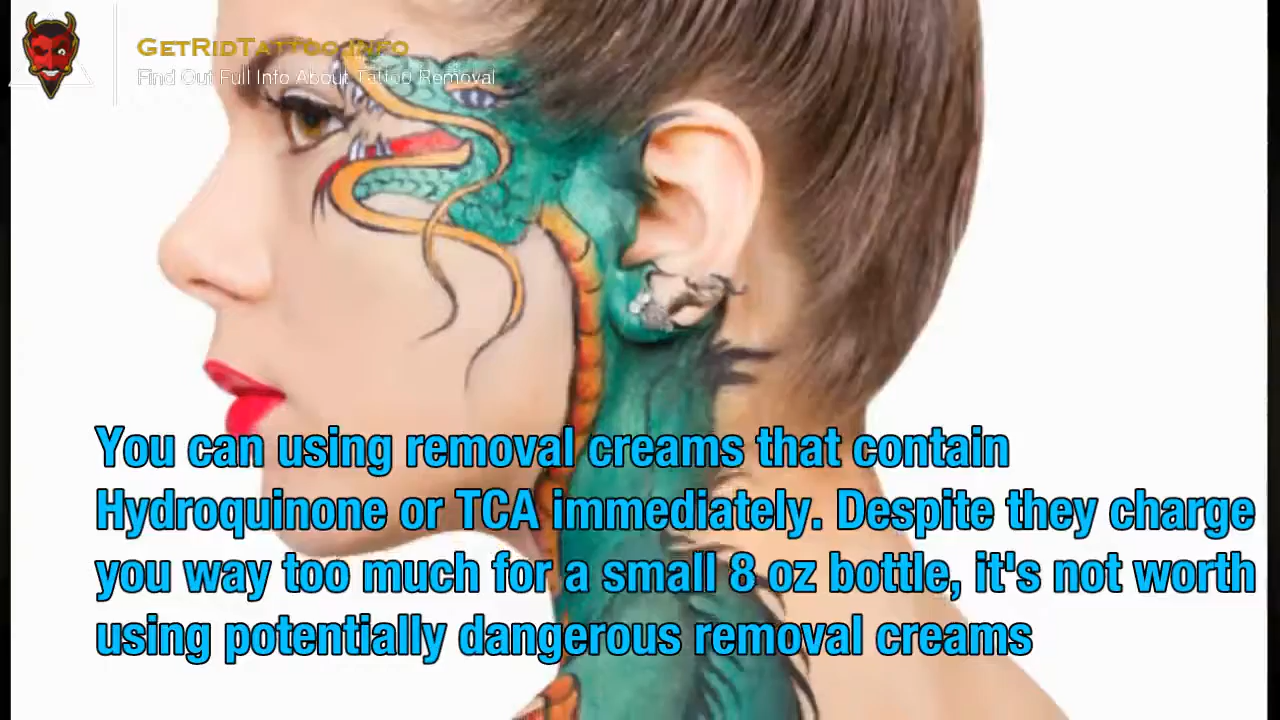 GetRidTattoo.Info
Find Out Full Info About Tattoo Removal
You can using removal creams that contain
Hydroquinone or TCA immediately. Despite they charge
you way too much for a small 8 oz bottle, it's not worth
using potentially dangerous removal creams